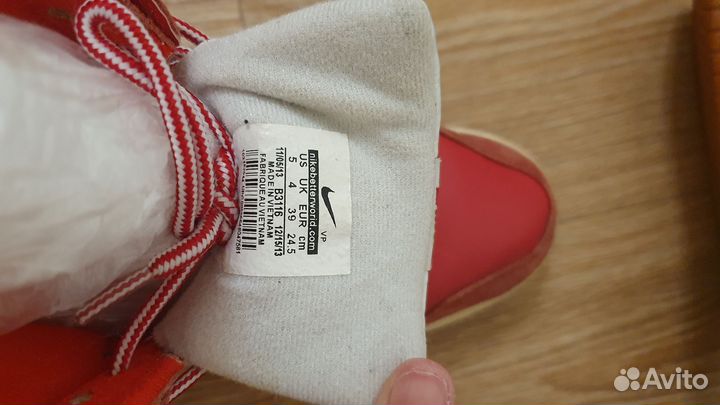 VP
nikebetterworld.com
US UK EUR cm
5 4 39 24.5
11/05/13 B3116 12/15/13
MADE IN VIETNAM
FABRIQUE AU VIETNAM
Avito